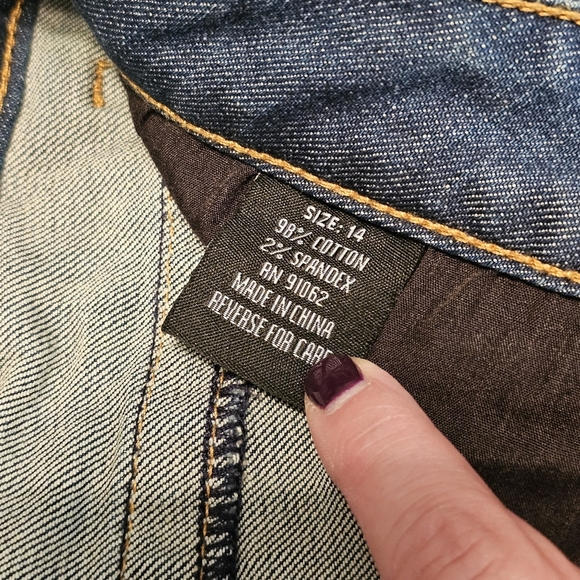 SIZE: 14
98% COTTON
2% SPANDEX
RN 91062
MADE IN CHINA
REVERSE FOR CARE